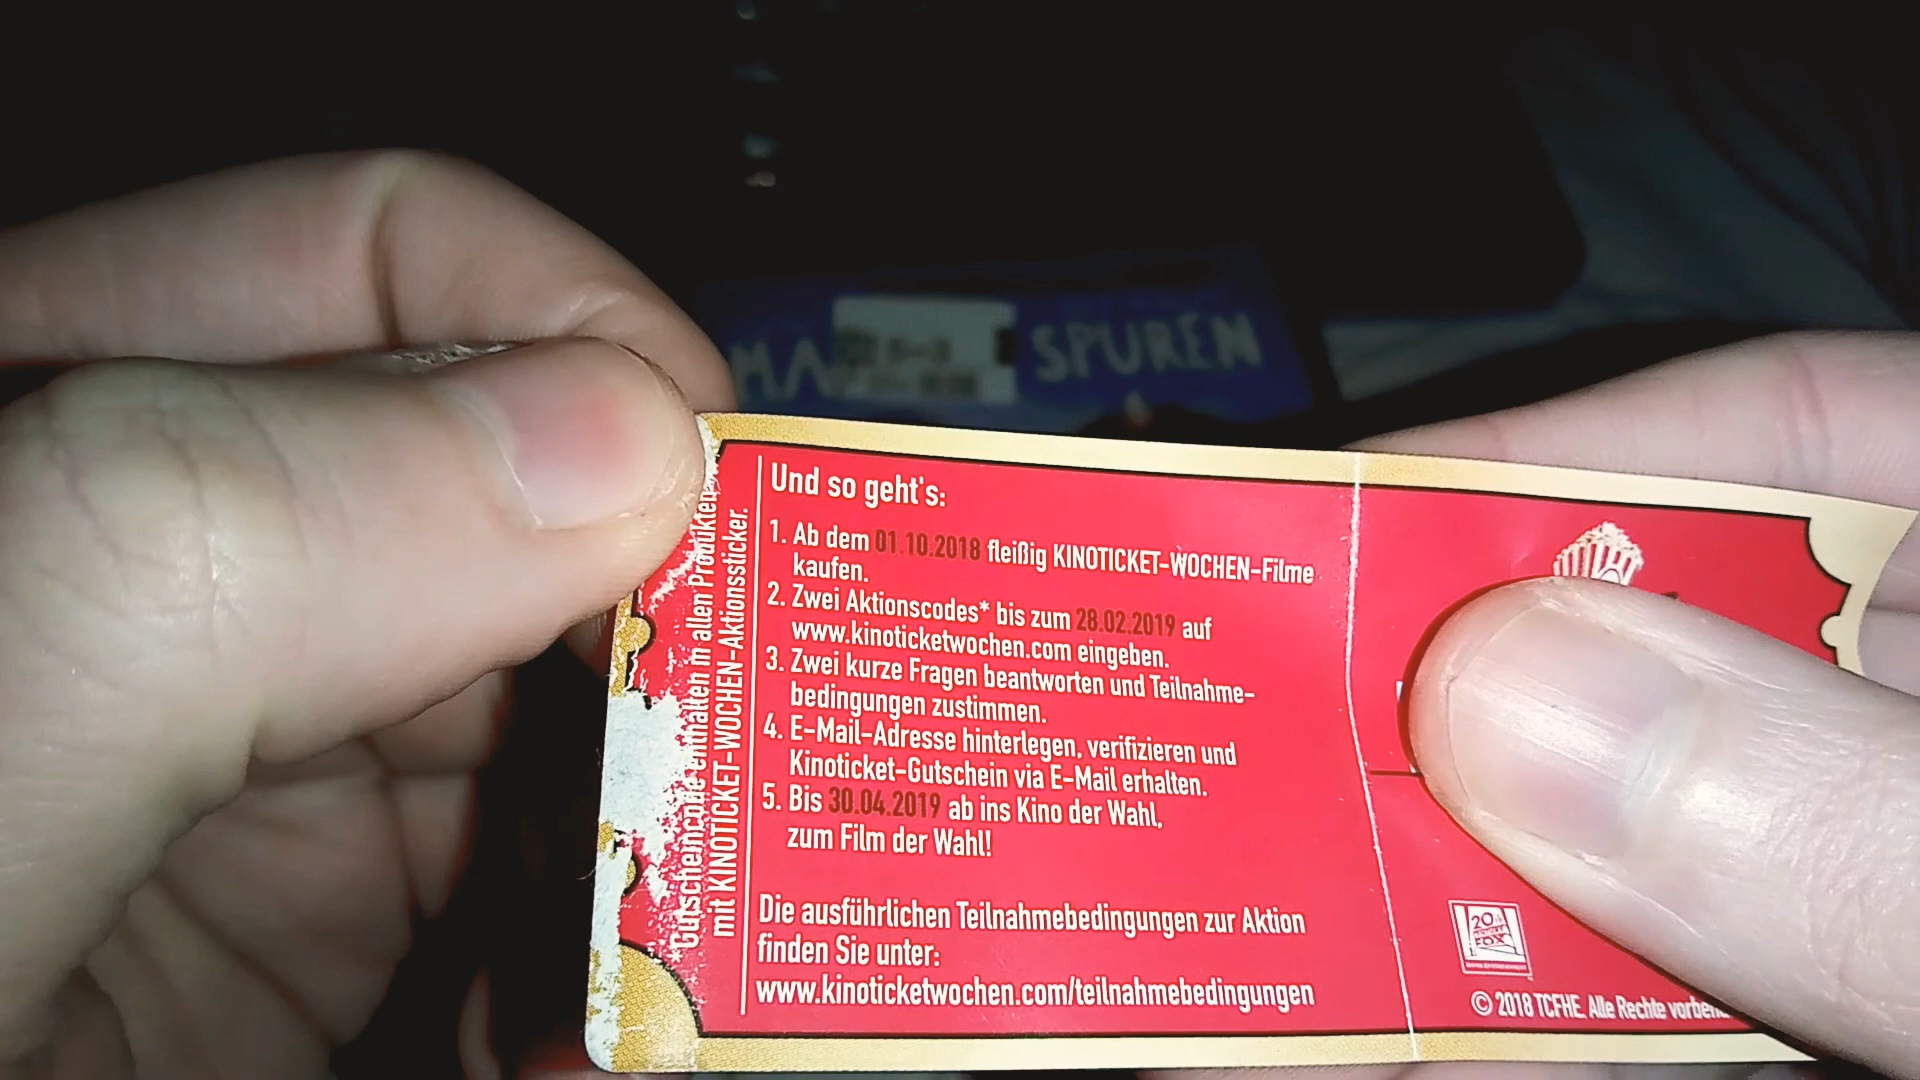 SPUREN
Und so geht's:
1. Ab dem 01.10.2018 fleißig KINOTICKET-WOCHEN-Filme
kaufen.
2. Zwei Aktionscodes* bis zum 28.02.2019 auf
www.kinoticketwochen.com eingeben.
3. Zwei kurze Fragen beantworten und Teilnahme-
bedingungen zustimmen.
4. E-Mail-Adresse hinterlegen, verifizieren und
Kinoticket-Gutschein via E-Mail erhalten.
5. Bis 30.04.2019 ab ins Kino der Wahl,
zum Film der Wahl!
Die ausführlichen Teilnahmebedingungen zur Aktion
finden Sie unter:
www.kinoticketwochen.com/teilnahmebedingungen
*Gutscheincode enthalten in allen Produkten
mit KINOTICKET-WOCHEN-Aktionssticker.
20th
CENTURY
FOX
© 2018 TCFHE. Alle Rechte